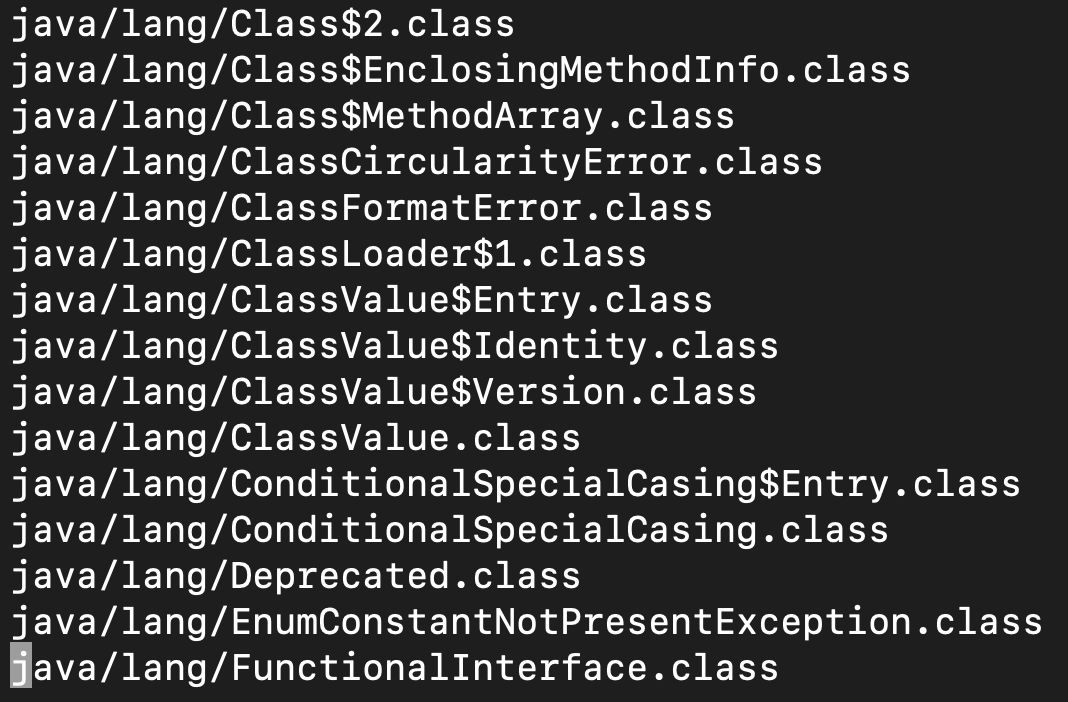 java/lang/Class$2.class
java/lang/Class$EnclosingMethodInfo.class
java/lang/Class$MethodArray.class
java/lang/ClassCircularityError.class
java/lang/ClassFormatError.class
java/lang/ClassLoader$1.class
java/lang/ClassValue$Entry.class
java/lang/ClassValue$Identity.class
java/lang/ClassValue$Version.class
java/lang/ClassValue.class
java/lang/ConditionalSpecialCasing$Entry.class
java/lang/ConditionalSpecialCasing.class
java/lang/Deprecated.class
java/lang/EnumConstantNotPresentException.class
java/lang/FunctionalInterface.class